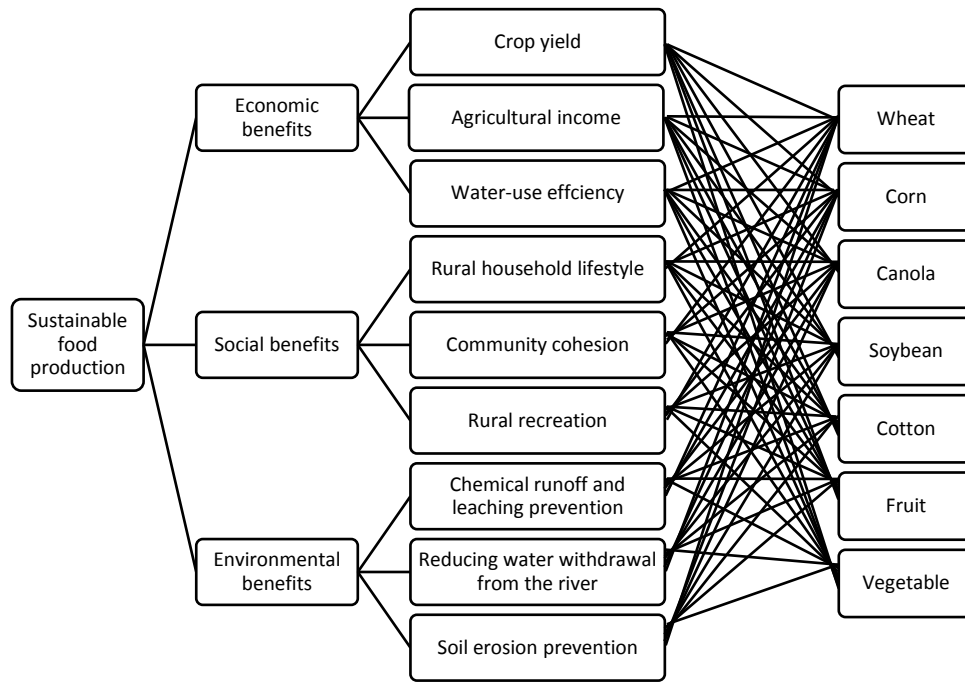 Sustainable
food
production
Economic
benefits
Social benefits
Environmental
benefits
Crop yield
Agricultural income
Water-use effciency
Rural household lifestyle
Community cohesion
Rural recreation
Chemical runoff and
leaching prevention
Reducing water withdrawal
from the river
Soil erosion prevention
Wheat
Corn
Canola
Soybean
Cotton
Fruit
Vegetable